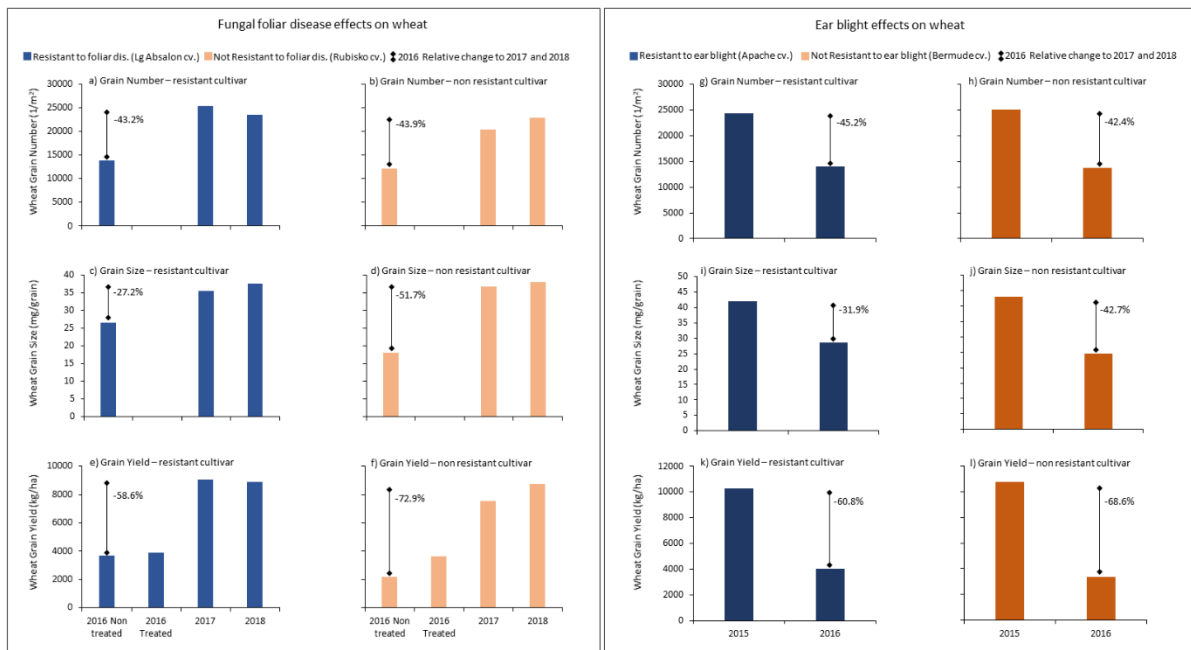 Fungal foliar disease effects on wheat
Resistant to foliar dis. (Lg Absalon cv.) Not Resistant to foliar dis. (Rubisko cv.) 2016 Relative change to 2017 and 2018
a) Grain Number – resistant cultivar
Wheat Grain Number (1/m²)
30000
25000
20000
15000
10000
5000
0
-43.2%
b) Grain Number – non resistant cultivar
-43.9%
c) Grain Size – resistant cultivar
Wheat Grain Size (mg/grain)
40
35
30
25
20
15
10
5
0
-27.2%
d) Grain Size – non resistant cultivar
-51.7%
e) Grain Yield – resistant cultivar
Wheat Grain Yield (kg/ha)
10000
8000
6000
4000
2000
0
-58.6%
2016 Non treated
2016 Treated
2017
2018
f) Grain Yield – non resistant cultivar
-72.9%
2016 Non treated
2016 Treated
2017
2018
Ear blight effects on wheat
Resistant to ear blight (Apache cv.) Not Resistant to ear blight (Bermude cv.) 2016 Relative change to 2017 and 2018
g) Grain Number – resistant cultivar
Wheat Grain Number (1/m²)
30000
25000
20000
15000
10000
5000
0
-45.2%
h) Grain Number – non resistant cultivar
-42.4%
i) Grain Size – resistant cultivar
Wheat Grain Size (mg/grain)
50
45
40
35
30
25
20
15
10
5
0
-31.9%
j) Grain Size – non resistant cultivar
-42.7%
k) Grain Yield – resistant cultivar
Wheat Grain Yield (kg/ha)
12000
10000
8000
6000
4000
2000
0
-60.8%
2015
2016
l) Grain Yield – non resistant cultivar
-68.6%
2015
2016